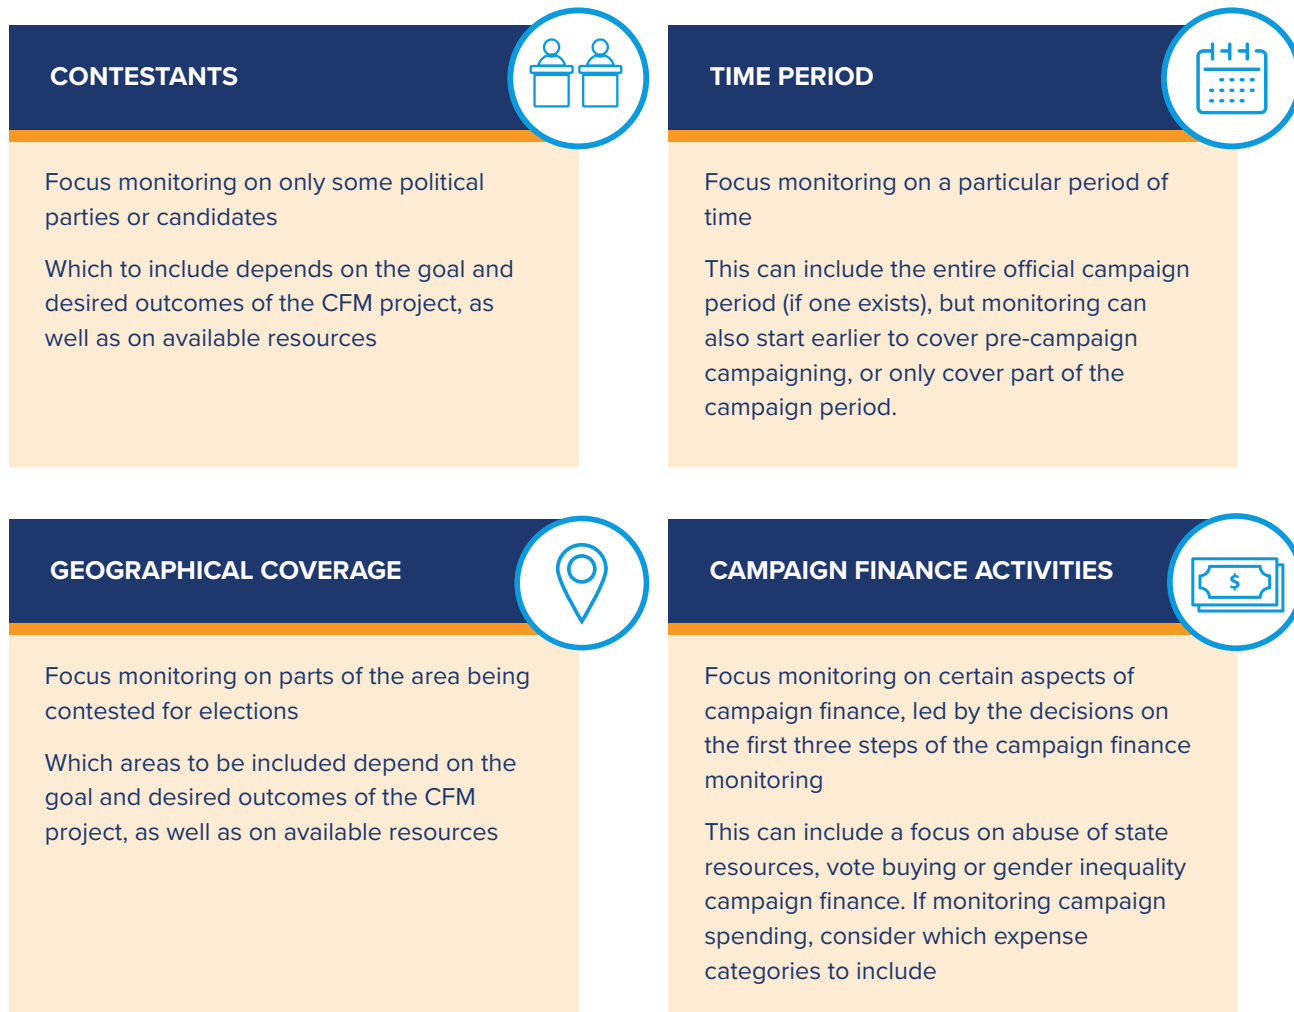 CONTESTANTS
Focus monitoring on only some political
parties or candidates
Which to include depends on the goal and
desired outcomes of the CFM project, as
well as on available resources
TIME PERIOD
Focus monitoring on a particular period of
time
This can include the entire official campaign
period (if one exists), but monitoring can
also start earlier to cover pre-campaign
campaigning, or only cover part of the
campaign period.
GEOGRAPHICAL COVERAGE
Focus monitoring on parts of the area being
contested for elections
Which areas to be included depend on the
goal and desired outcomes of the CFM
project, as well as on available resources
CAMPAIGN FINANCE ACTIVITIES
$
Focus monitoring on certain aspects of
campaign finance, led by the decisions on
the first three steps of the campaign finance
monitoring
This can include a focus on abuse of state
resources, vote buying or gender inequality
campaign finance. If monitoring campaign
spending, consider which expense
categories to include